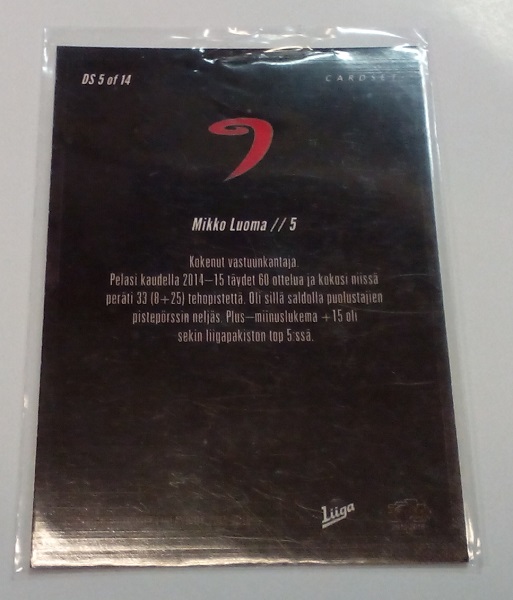 DS 5 of 14
CARDSET
Mikko Luoma // 5
Kokenut vastuunkantaja.
Pelasi kaudella 2014–15 täydet 60 ottelua ja kokosi niissä
peräti 33 (8+25) tehopistettä. Oli sillä saldolla puolustajien
pistepörssin neljäs. Plus–miinuslukema +15 oli
sekin liigapakiston top 5:ssä.
Liiga